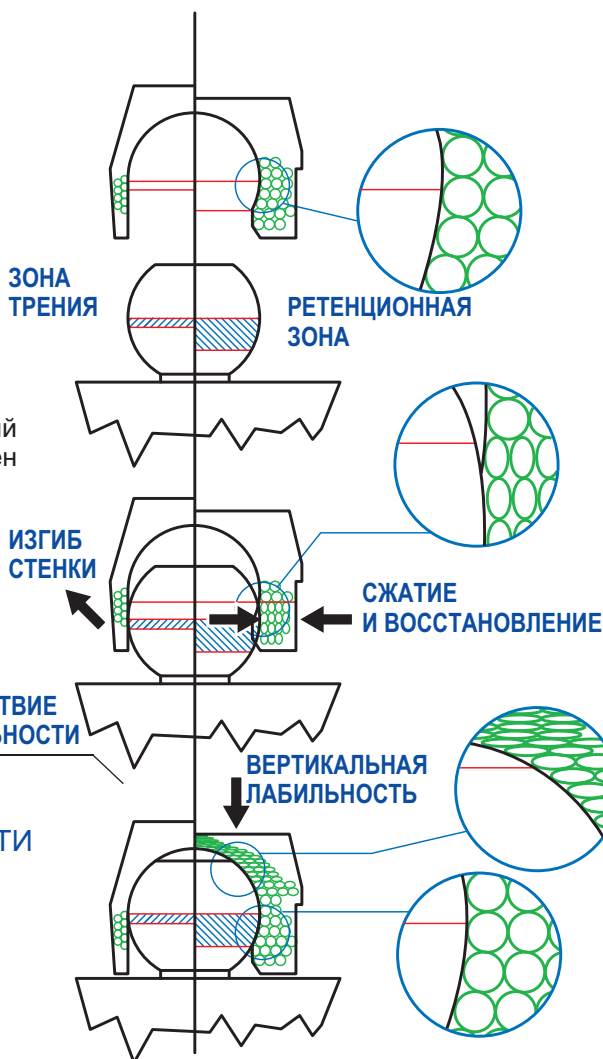 ЗОНА
ТРЕНИЯ
РЕТЕНЦИОННАЯ
ЗОНА
ИЗГИБ
СТЕНКИ
СЖАТИЕ
И ВОССТАНОВЛЕНИЕ
ВЕРТИКАЛЬНАЯ
ЛАБИЛЬНОСТЬ